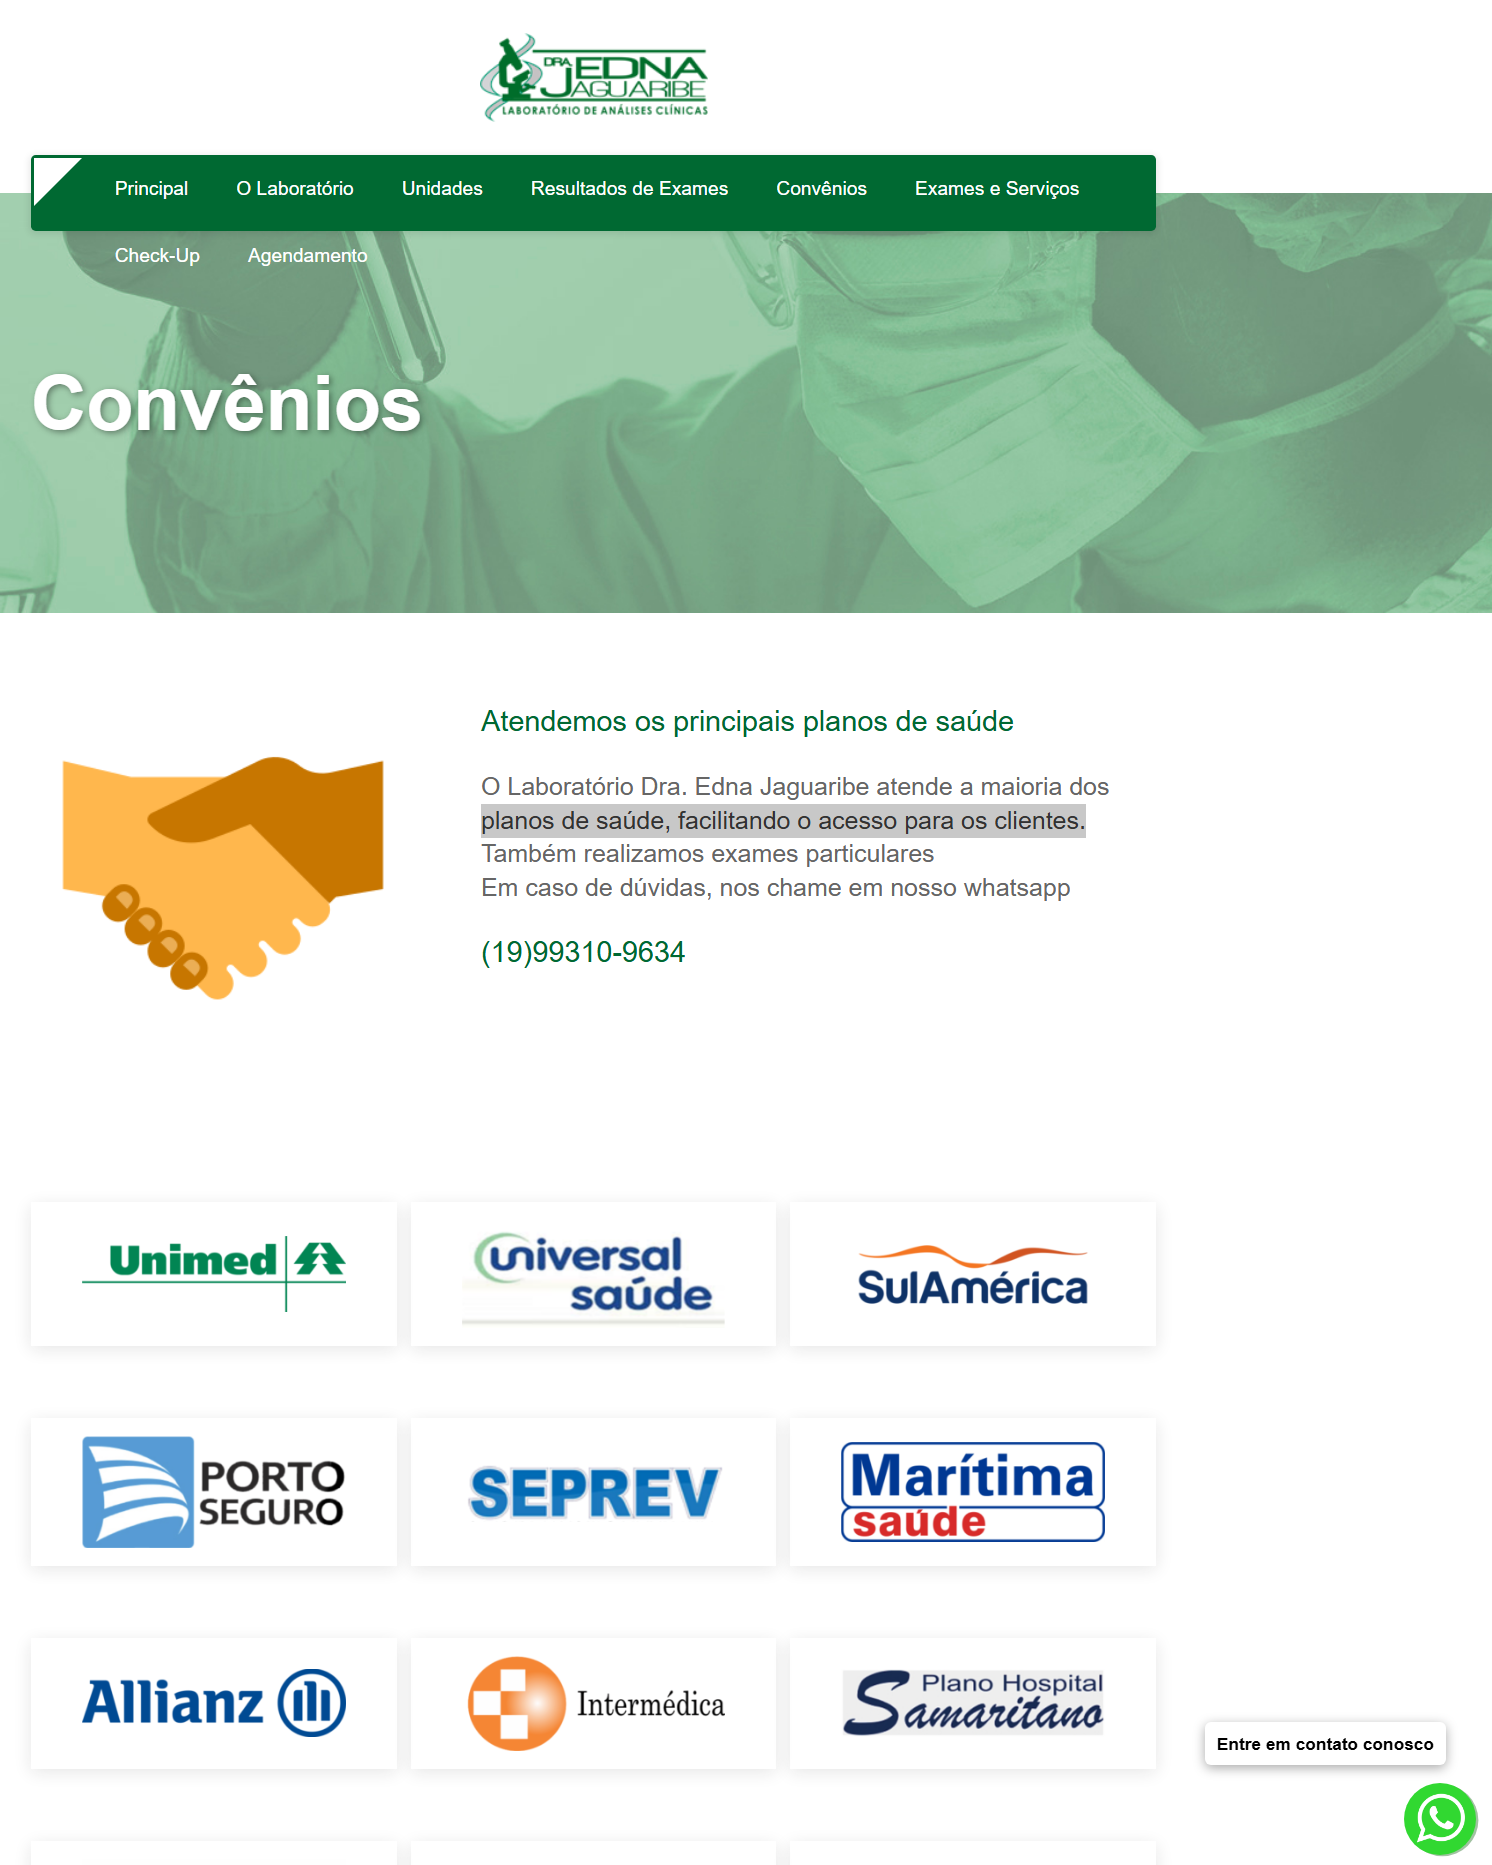 DRA. EDNA
JAGUARIBE
LABORATÓRIO DE ANÁLISES CLÍNICAS
Principal O Laboratório Unidades Resultados de Exames Convênios Exames e Serviços
Check-Up Agendamento
Convênios
Atendemos os principais planos de saúde
O Laboratório Dra. Edna Jaguaribe atende a maioria dos
planos de saúde, facilitando o acesso para os clientes.
Também realizamos exames particulares
Em caso de dúvidas, nos chame em nosso whatsapp
(19)99310-9634
Unimed
universal
saúde
SulAmérica
PORTO
SEGURO
SEPREV
Marítima
saúde
Allianz
Intermédica
Plano Hospital
Samaritano
Entre em contato conosco